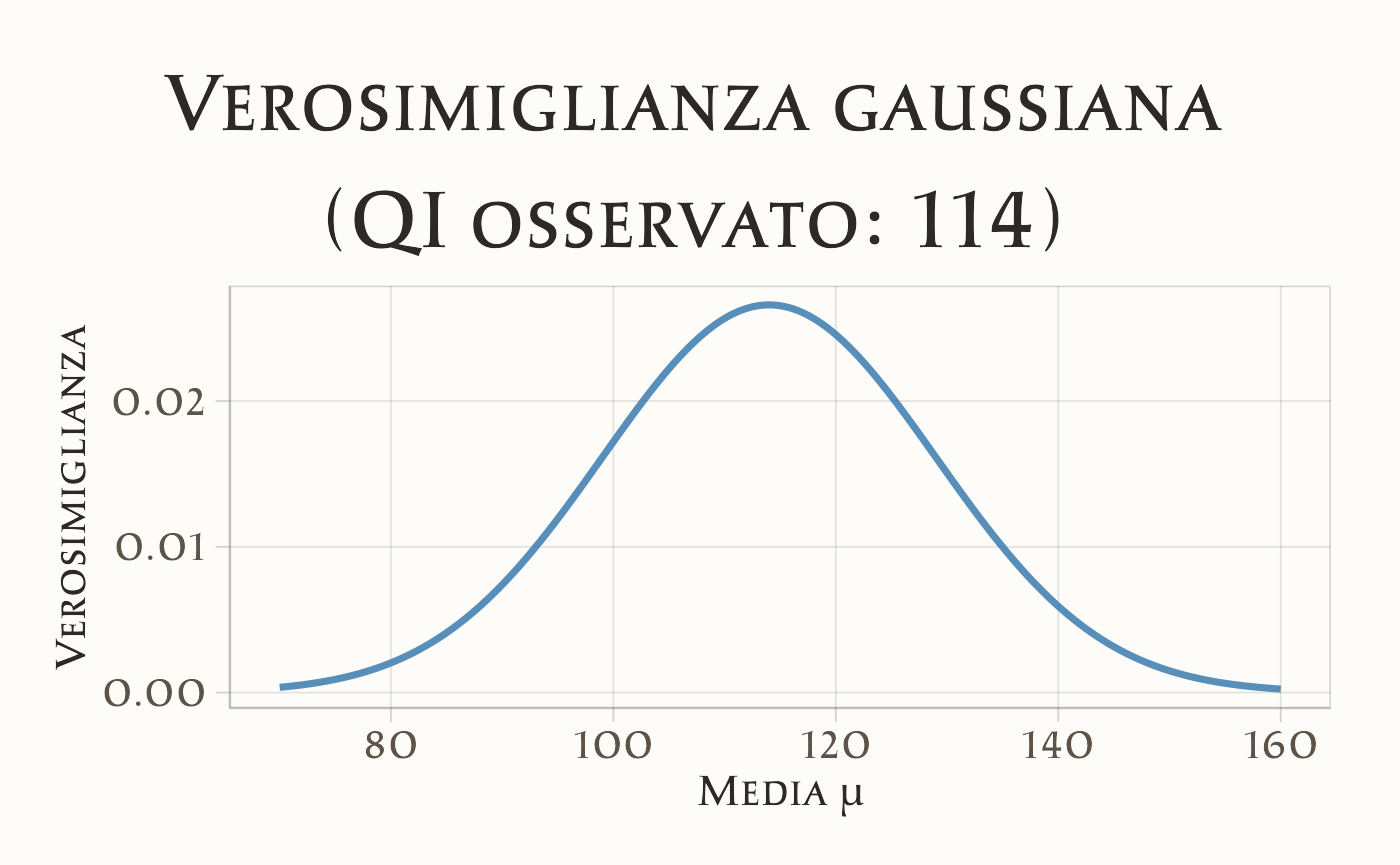 Verosimiglianza gaussiana
(QI osservato: 114)
Verosimiglianza
0.02
0.01
0.00
80 100 120 140 160
Media μ